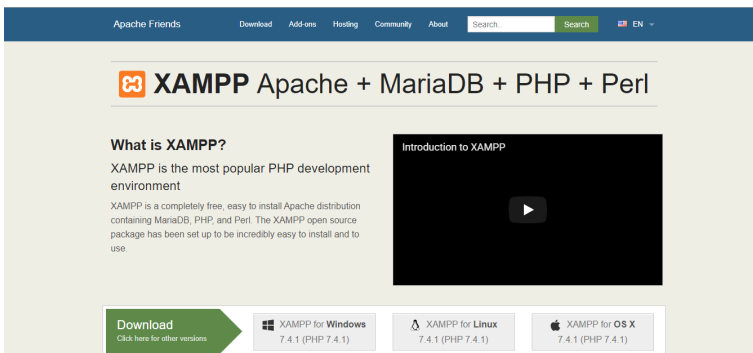 Apache Friends
Download
Add-ons
Hosting
Community
About
Search..
Search
EN
XAMPP Apache + MariaDB + PHP + Perl
What is XAMPP?
XAMPP is the most popular PHP development
environment
XAMPP is a completely free, easy to install Apache distribution
containing MariaDB, PHP, and Perl. The XAMPP open source
package has been set up to be incredibly easy to install and to
use.
Introduction to XAMPP
Download
Click here for other versions
XAMPP for Windows
7.4.1 (PHP 7.4.1)
XAMPP for Linux
7.4.1 (PHP 7.4.1)
XAMPP for OS X
7.4.1 (PHP 7.4.1)